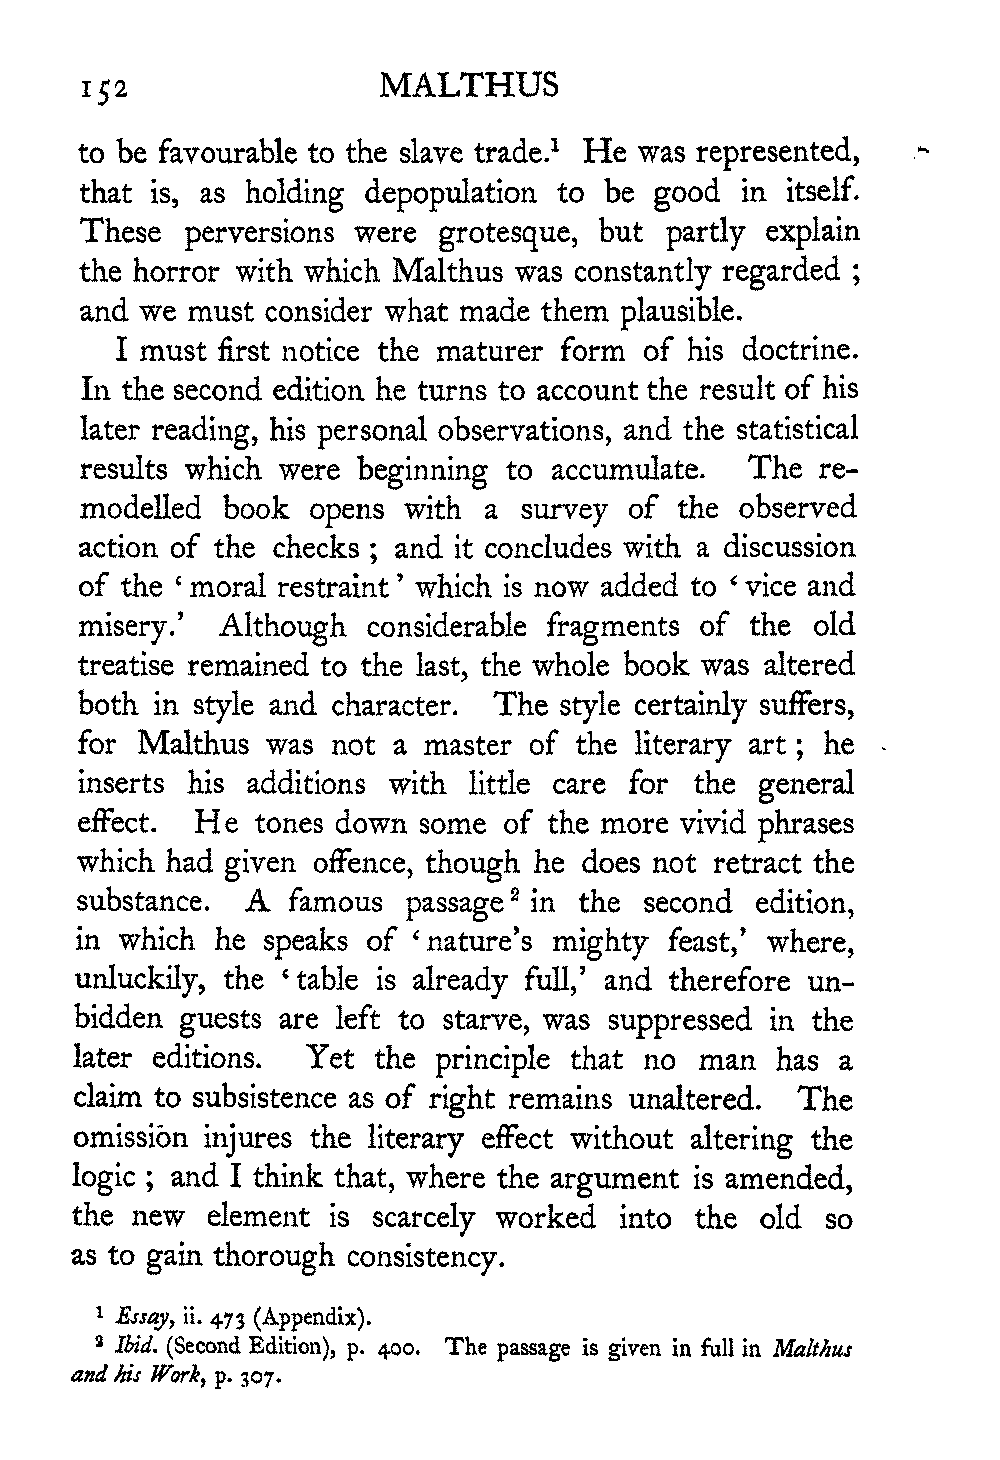 152 MALTHUS
to be favourable to the slave trade.¹ He was represented,
that is, as holding depopulation to be good in itself.
These perversions were grotesque, but partly explain
the horror with which Malthus was constantly regarded ;
and we must consider what made them plausible.
I must first notice the maturer form of his doctrine.
In the second edition he turns to account the result of his
later reading, his personal observations, and the statistical
results which were beginning to accumulate. The re-
modelled book opens with a survey of the observed
action of the checks ; and it concludes with a discussion
of the ‘ moral restraint ’ which is now added to ‘ vice and
misery.’ Although considerable fragments of the old
treatise remained to the last, the whole book was altered
both in style and character. The style certainly suffers,
for Malthus was not a master of the literary art ; he
inserts his additions with little care for the general
effect. He tones down some of the more vivid phrases
which had given offence, though he does not retract the
substance. A famous passage ² in the second edition,
in which he speaks of ‘ nature’s mighty feast,’ where,
unluckily, the ‘ table is already full,’ and therefore un-
bidden guests are left to starve, was suppressed in the
later editions. Yet the principle that no man has a
claim to subsistence as of right remains unaltered. The
omission injures the literary effect without altering the
logic ; and I think that, where the argument is amended,
the new element is scarcely worked into the old so
as to gain thorough consistency.
¹ Essay, ii. 473 (Appendix).
² Ibid. (Second Edition), p. 400. The passage is given in full in Malthus
and his Work, p. 307.